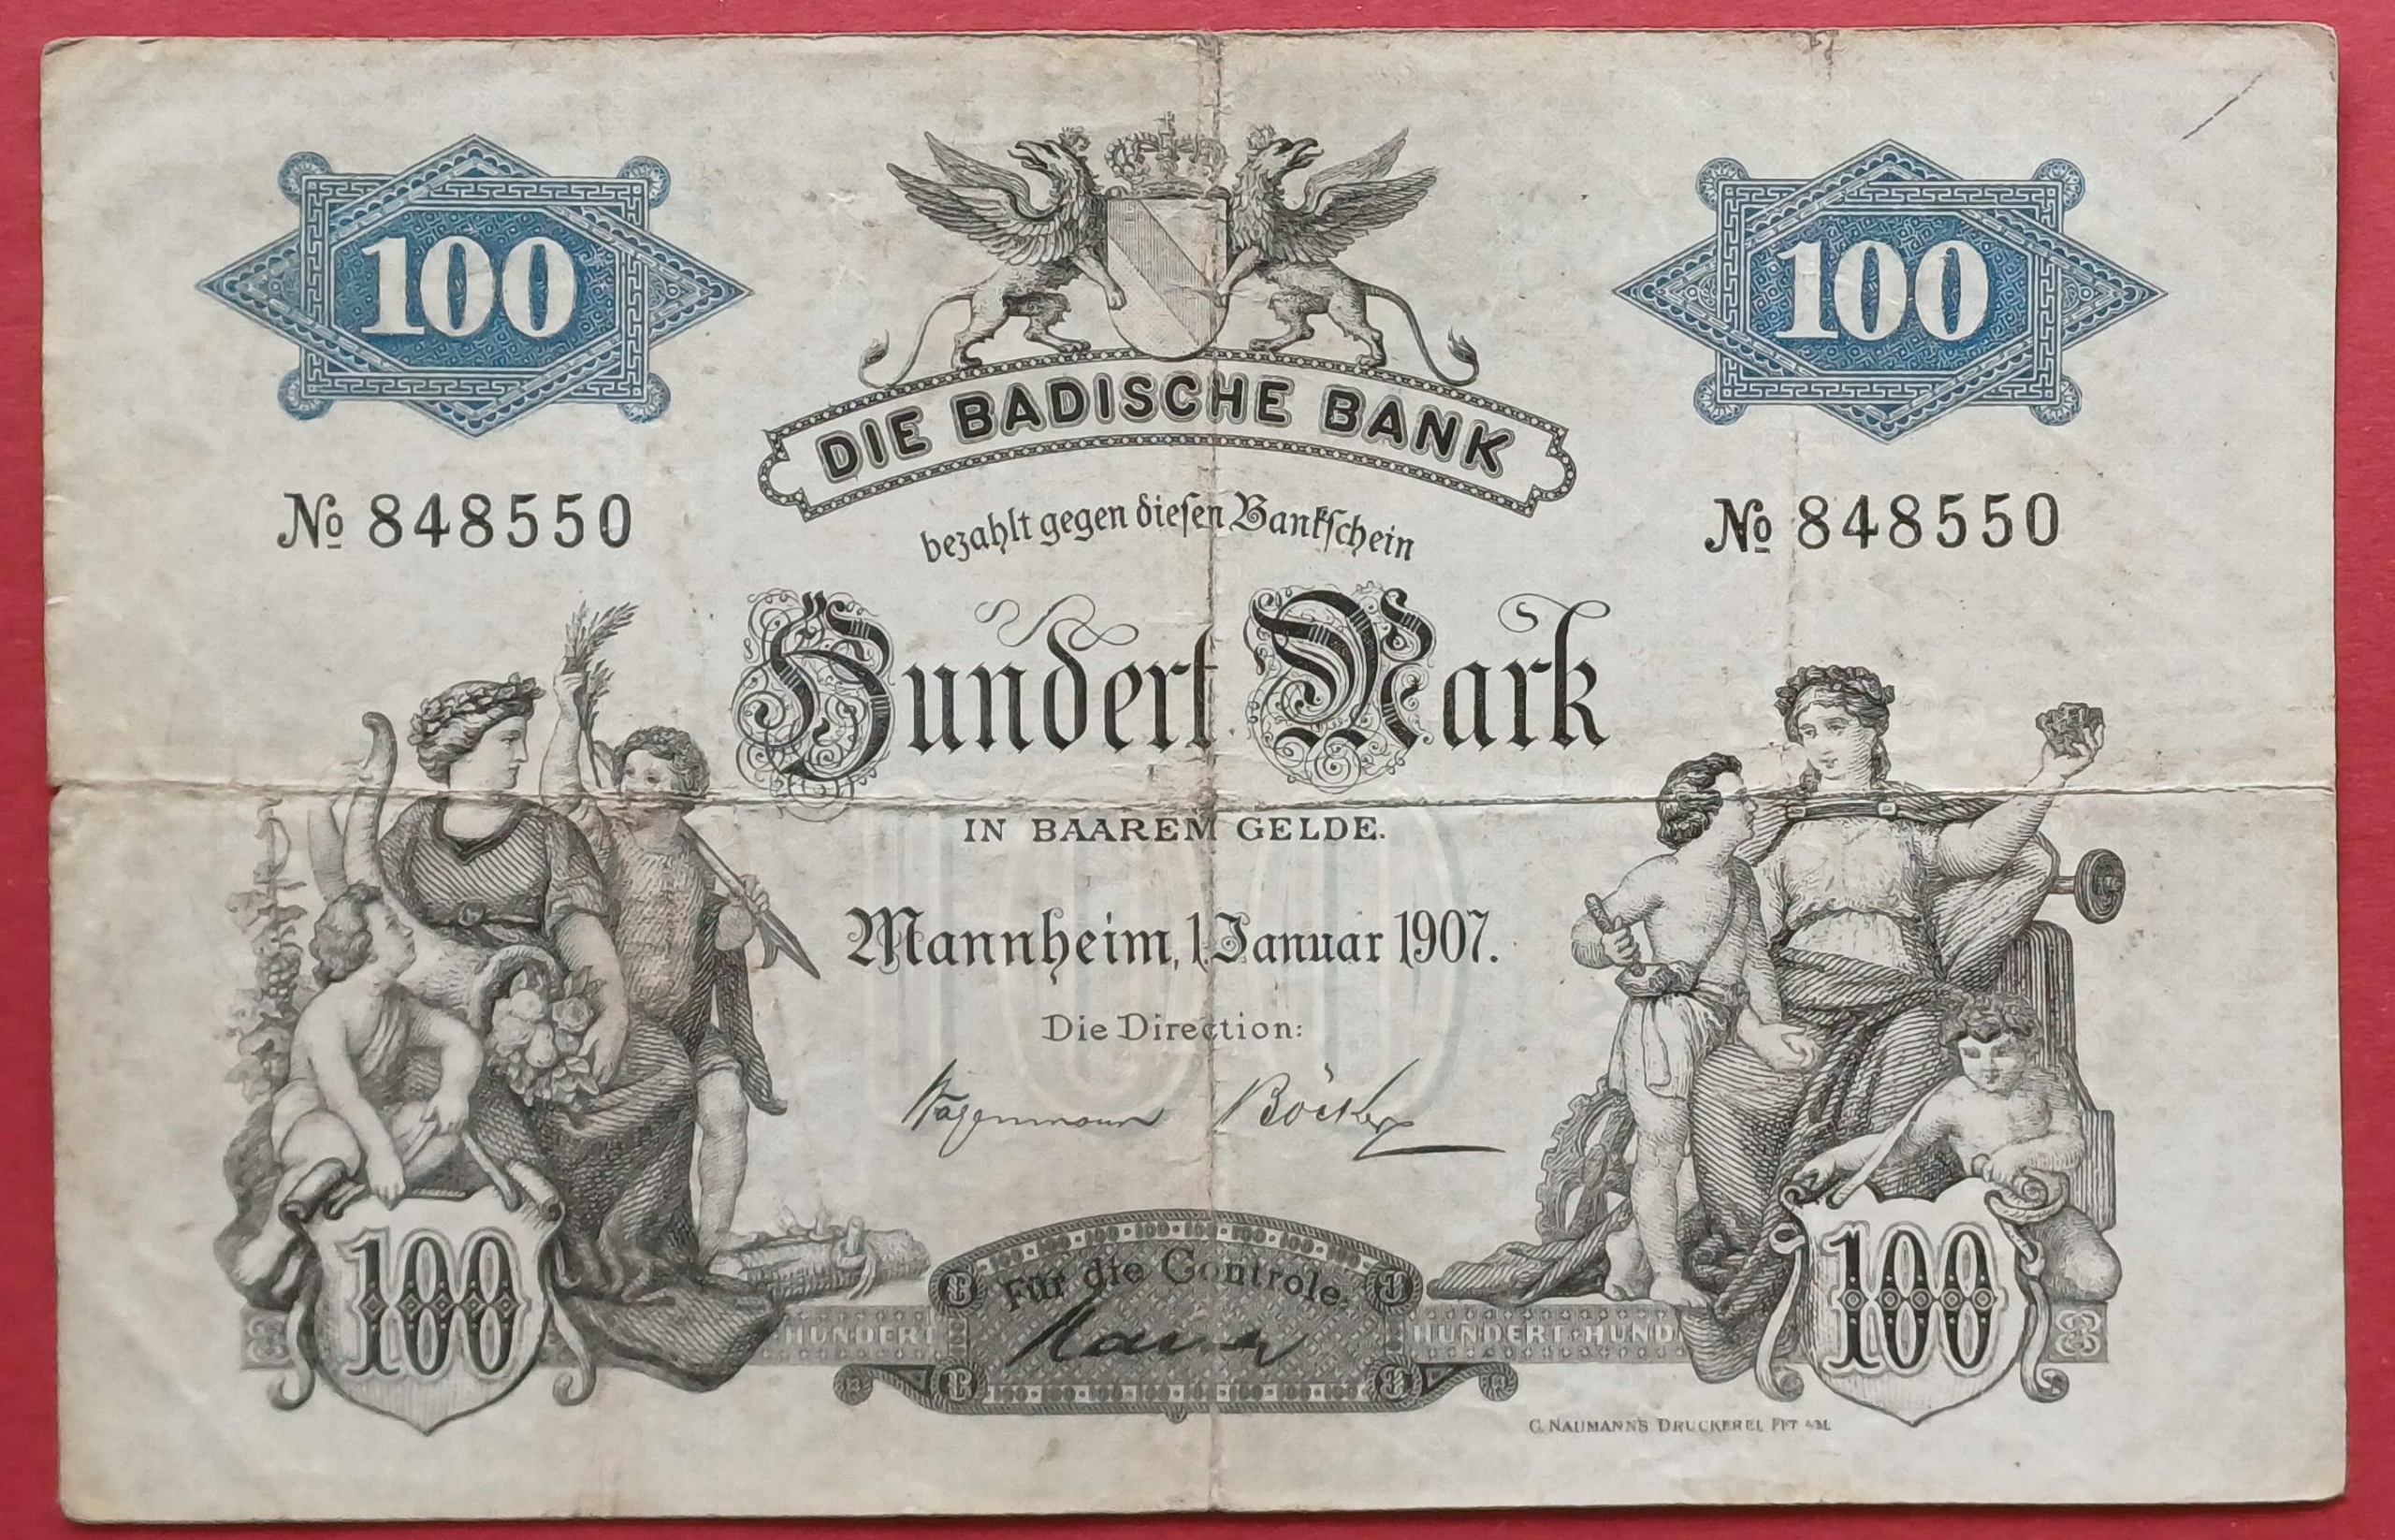 100
100
DIE BADISCHE BANK
№ 848550
№ 848550
bezahlt gegen dieſen Bankſchein
Hundert Mark
IN BAAREM GELDE.
Mannheim, 1. Januar 1907.
Die Direction:
Böcker
Für die Controle:
HUNDERT
HUNDERT HUND
100
100
C. NAUMANN'S DRUCKEREI, FFT a/M.